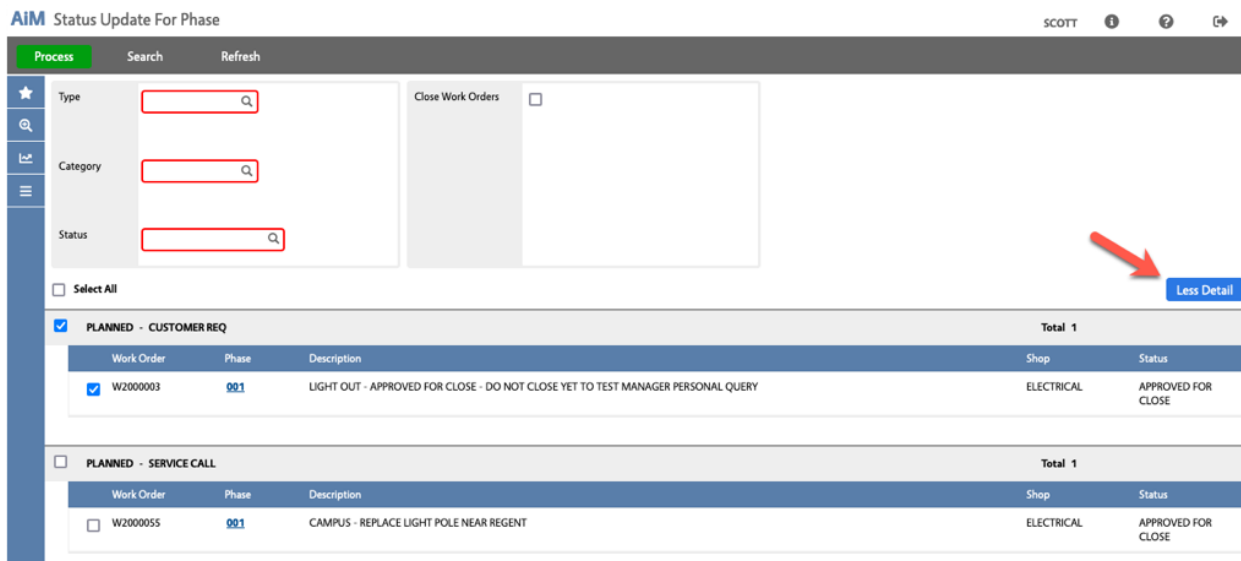 AiM Status Update For Phase
SCOTT
Process Search Refresh
Type
Close Work Orders
Category
Status
Select All
Less Detail
PLANNED - CUSTOMER REQ Total 1
Work Order Phase Description Shop Status
W2000003 001 LIGHT OUT - APPROVED FOR CLOSE - DO NOT CLOSE YET TO TEST MANAGER PERSONAL QUERY ELECTRICAL APPROVED FOR
CLOSE
PLANNED - SERVICE CALL Total 1
Work Order Phase Description Shop Status
W2000055 001 CAMPUS - REPLACE LIGHT POLE NEAR REGENT ELECTRICAL APPROVED FOR
CLOSE